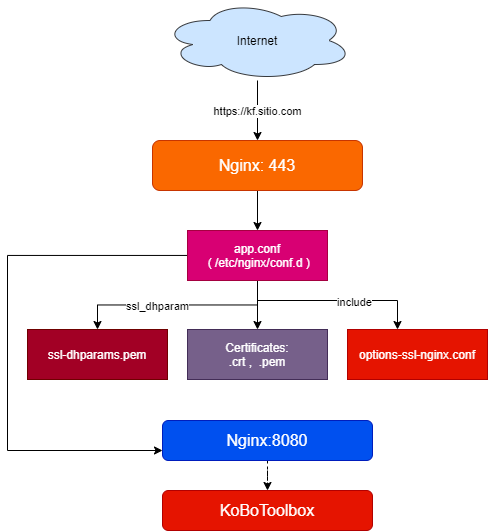 Internet
https://kf.sitio.com
Nginx: 443
app.conf
( /etc/nginx/conf.d )
ssl_dhparam
include
ssl-dhparams.pem
Certificates:
.crt , .pem
options-ssl-nginx.conf
Nginx:8080
KoBoToolbox